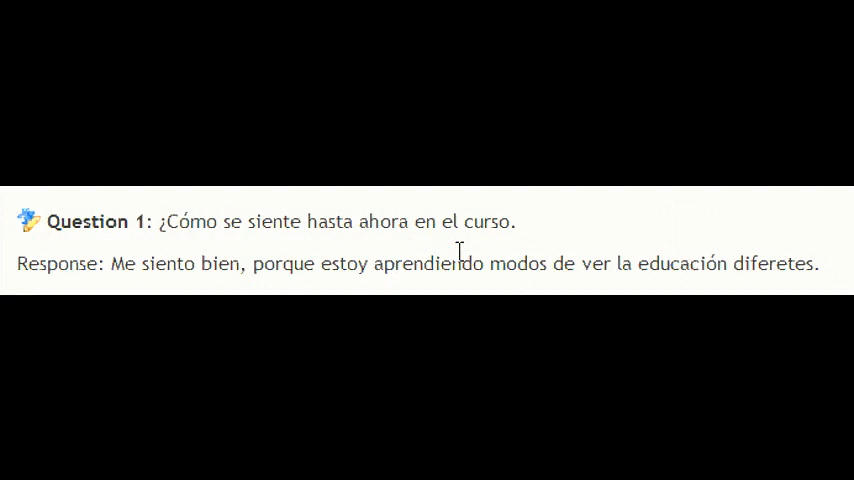 Question 1: ¿Cómo se siente hasta ahora en el curso.
Response: Me siento bien, porque estoy aprendiendo modos de ver la educación diferetes.